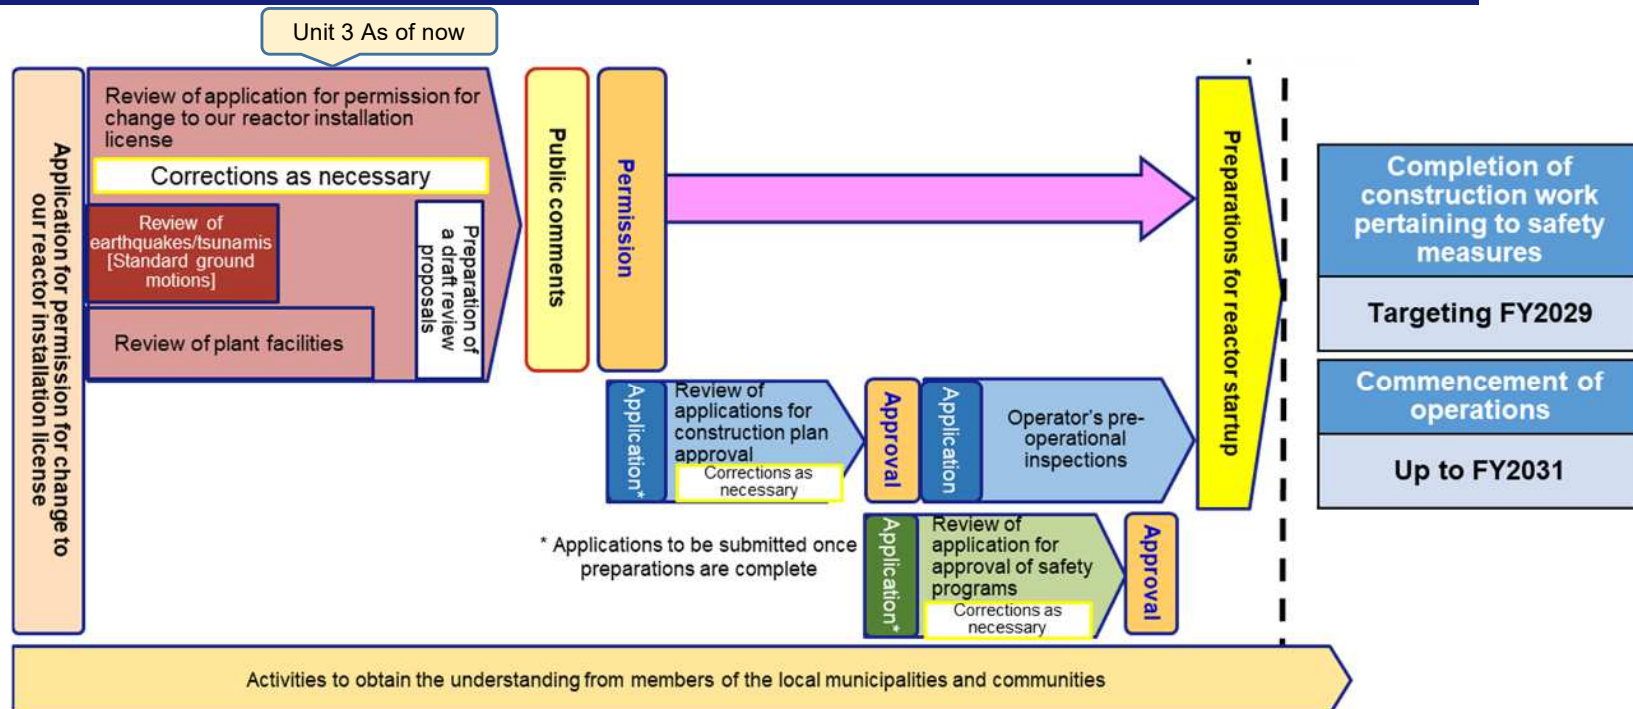 Unit 3 As of now
Application for permission for change to
our reactor installation license
Review of application for permission for
change to our reactor installation
license
Corrections as necessary
Review of
earthquakes/tsunamis
[Standard ground
motions]
Review of plant facilities
Preparation of
a draft review
proposals
Public comments
Permission
Application*
Review of
applications for
construction plan
approval
Corrections as
necessary
Approval
Application
Operator's pre-
operational
inspections
* Applications to be submitted once
preparations are complete
Application*
Review of
application for
approval of safety
programs
Corrections as
necessary
Approval
Preparations for reactor startup
Completion of
construction work
pertaining to safety
measures
Targeting FY2029
Commencement of
operations
Up to FY2031
Activities to obtain the understanding from members of the local municipalities and communities